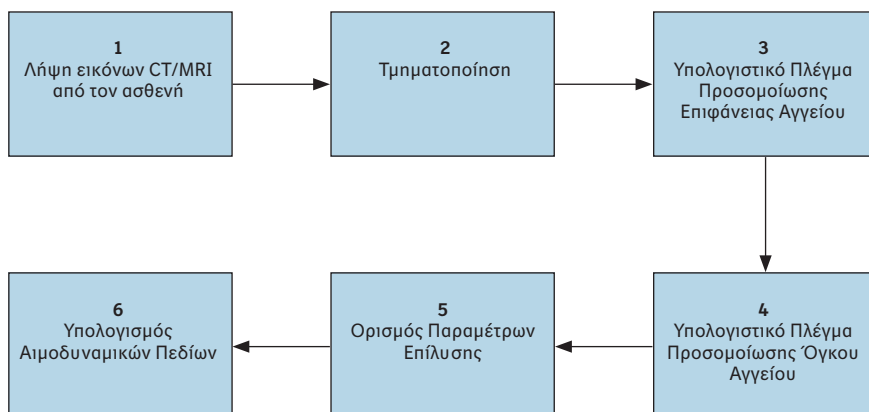 1
Λήψη εικόνων CT/MRI
από τον ασθενή
2
Τμηματοποίηση
3
Υπολογιστικό Πλέγμα
Προσομοίωσης
Επιφάνειας Αγγείου
4
Υπολογιστικό Πλέγμα
Προσομοίωσης Όγκου
Αγγείου
5
Ορισμός Παραμέτρων
Επίλυσης
6
Υπολογισμός
Αιμοδυναμικών Πεδίων